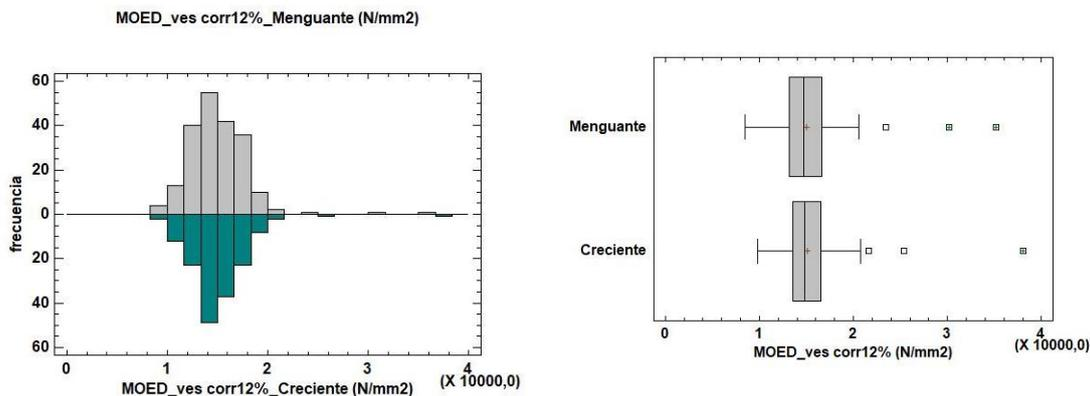 MOED_ves corr12%_Menguante (N/mm2)
frecuencia
60
40
20
0
20
40
60
0 1 2 3 4
(X 10000,0)
MOED_ves corr12%_Creciente (N/mm2)
Menguante
Creciente
0 1 2 3 4
(X 10000,0)
MOED_ves corr12% (N/mm2)